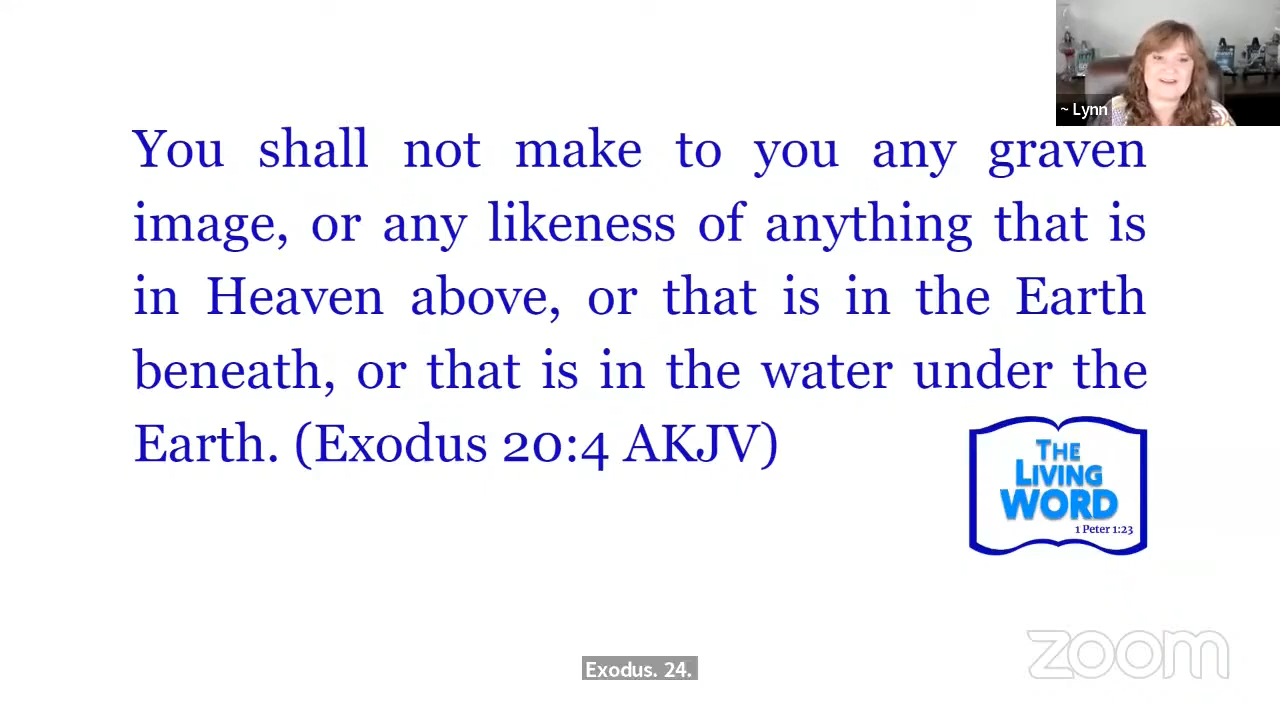 ~ Lynn
You shall not make to you any graven
image, or any likeness of anything that is
in Heaven above, or that is in the Earth
beneath, or that is in the water under the
Earth. (Exodus 20:4 AKJV)
THE
LIVING
WORD
1 Peter 1:23
zoom
Exodus. 24.